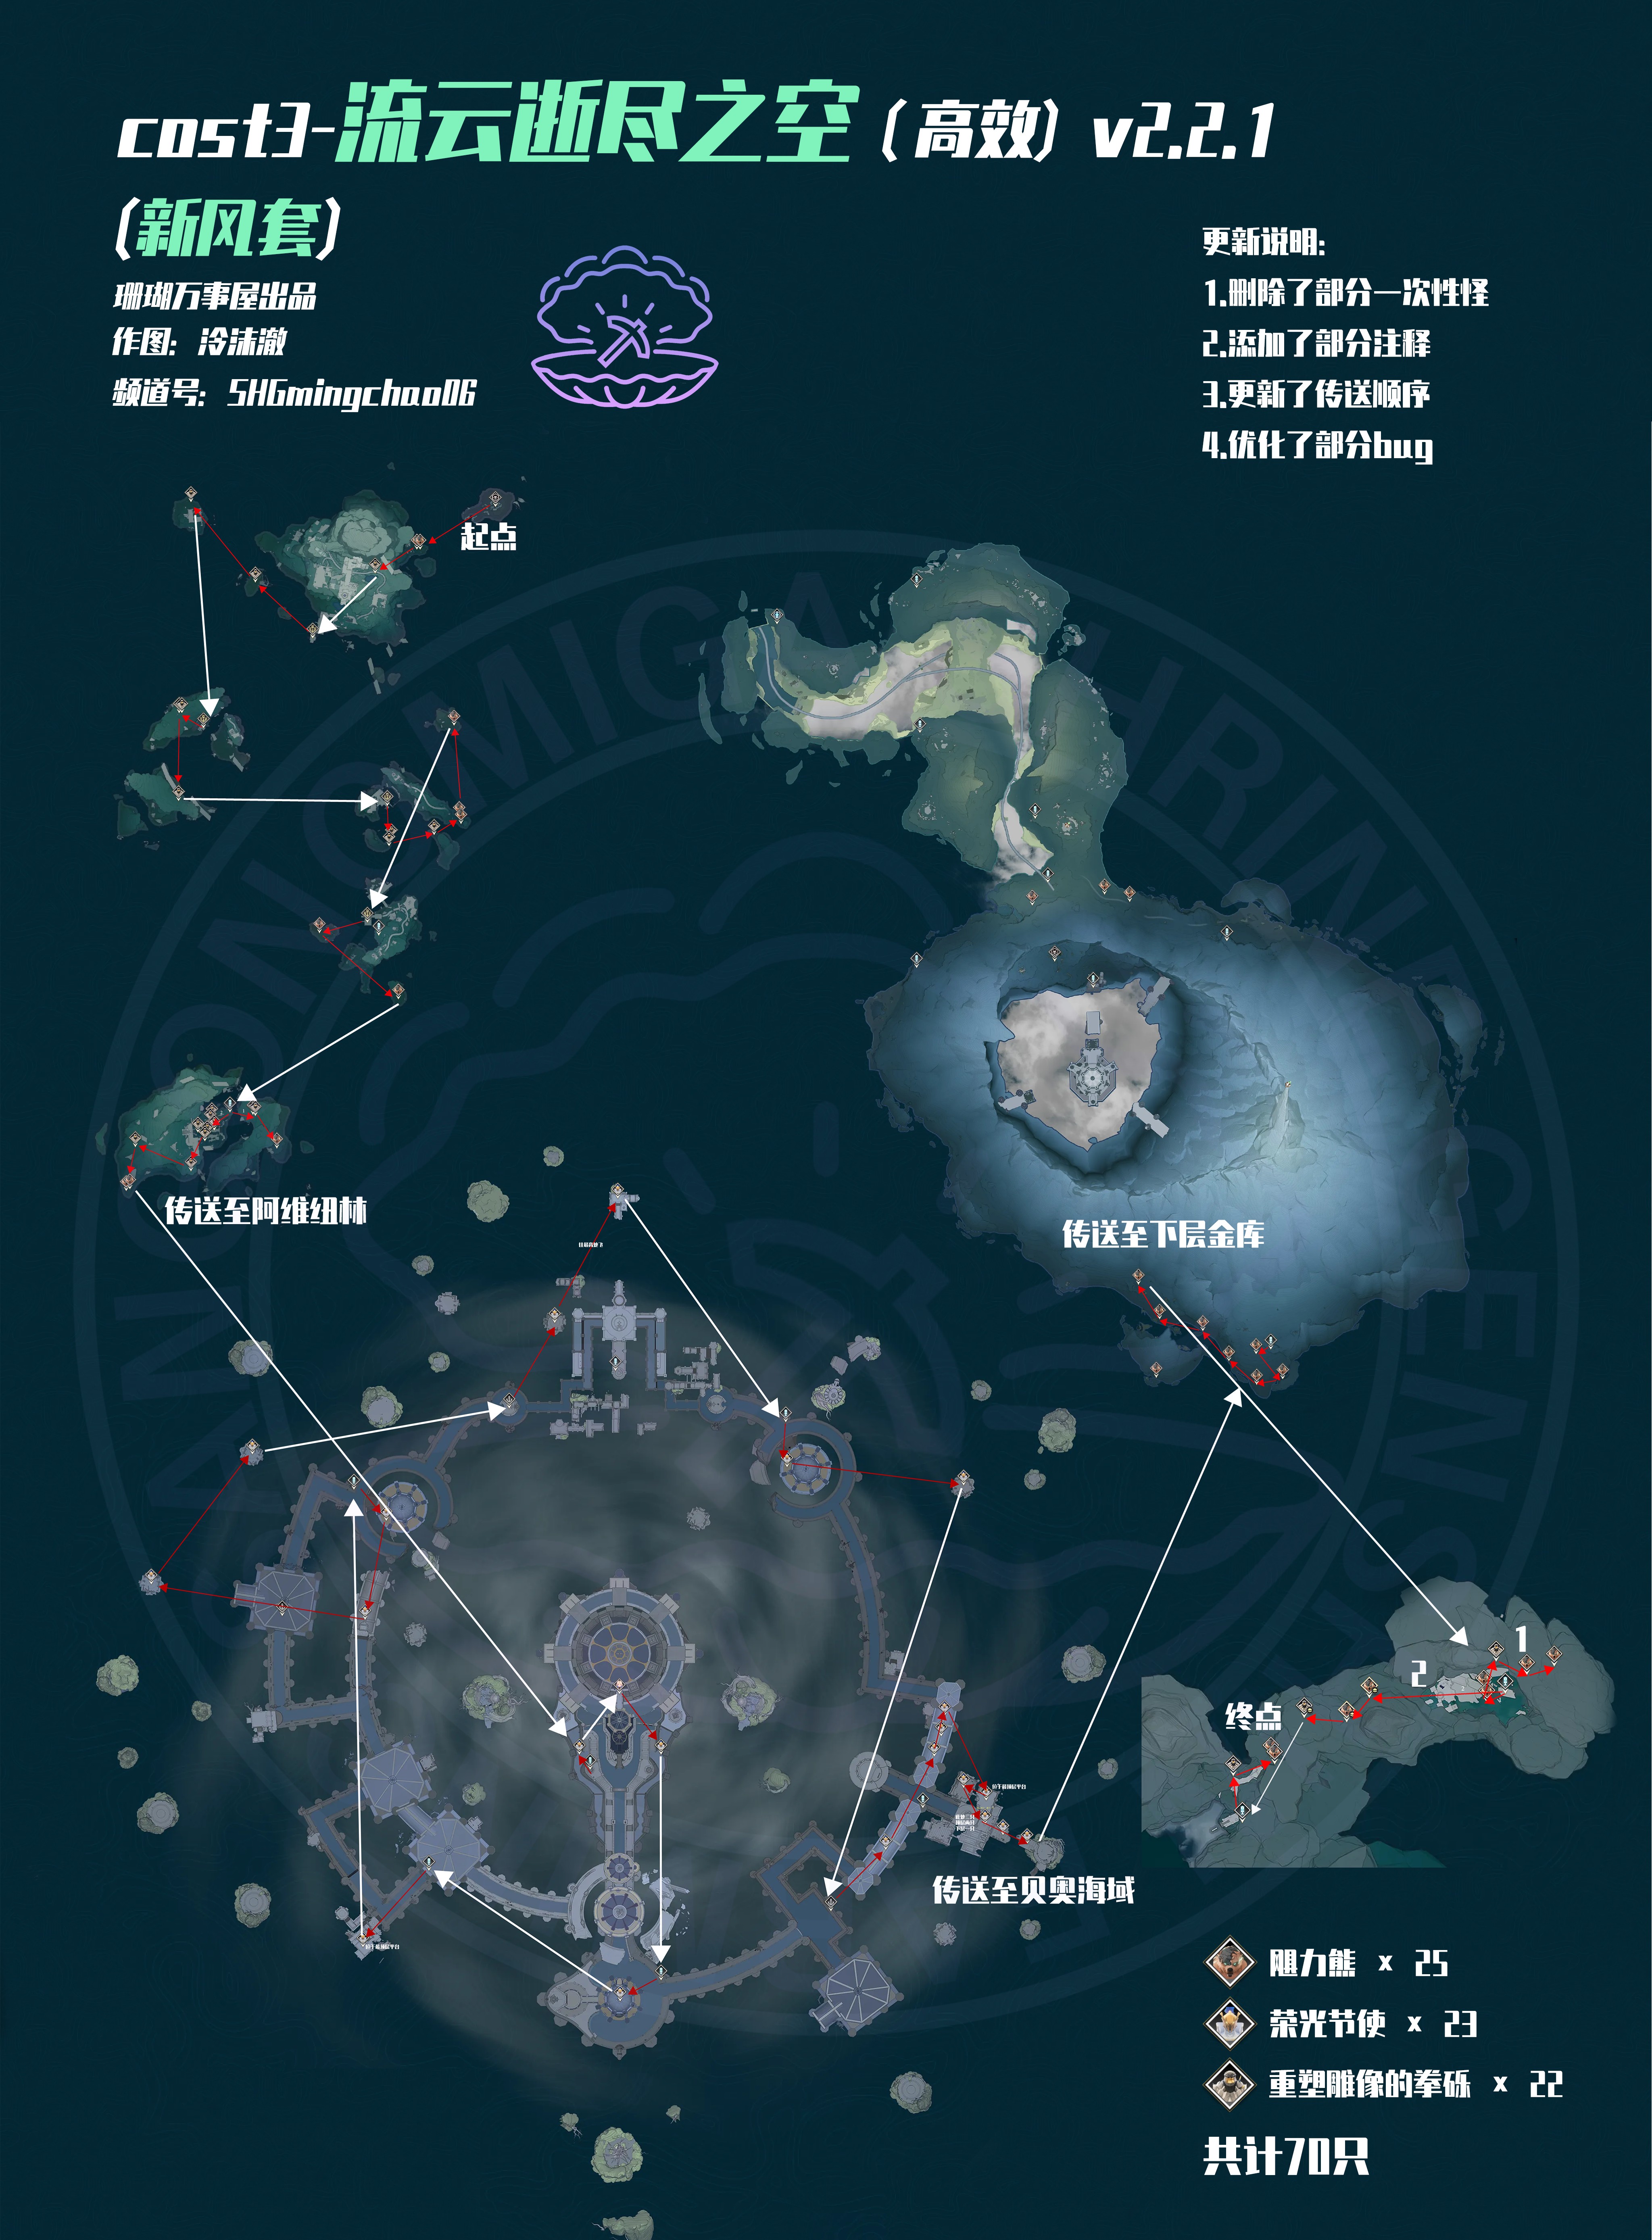 cost3-流云逝尽之空（高效）v2.2.1
（新风套）
珊瑚万事屋出品
作图：泠沫澈
频道号：SHGmingchao06
更新说明：
1.删除了部分一次性怪
2.添加了部分注释
3.更新了传送顺序
4.优化了部分bug
起点
传送至阿维纽林
传送至下层金库
1
2
终点
传送至贝奥海域
阻力熊 x 25
荣光节使 x 23
重塑雕像的拳砾 x 22
共计70只
SANGONOMIYA SHRINE